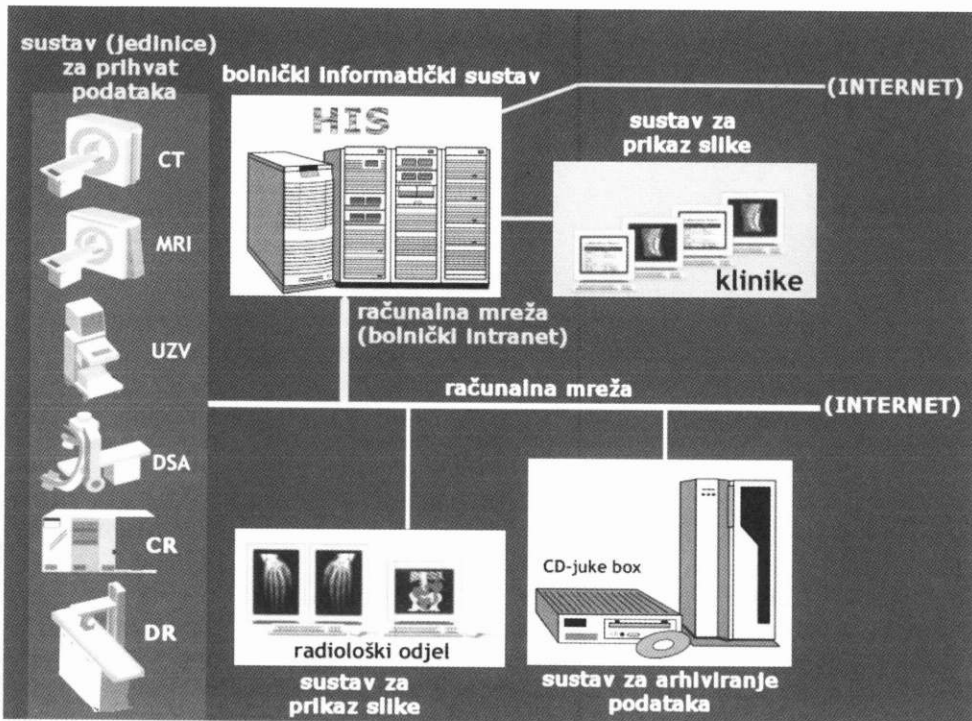 sustav (jedinice)
za prihvat
podataka
CT
MRI
UZV
DSA
CR
DR
bolnički informatički sustav
HIS
(INTERNET)
sustav za
prikaz slike
klinike
računalna mreža
(bolnički intranet)
računalna mreža
(INTERNET)
radiološki odjel
sustav za
prikaz slike
CD-juke box
sustav za arhiviranje
podataka